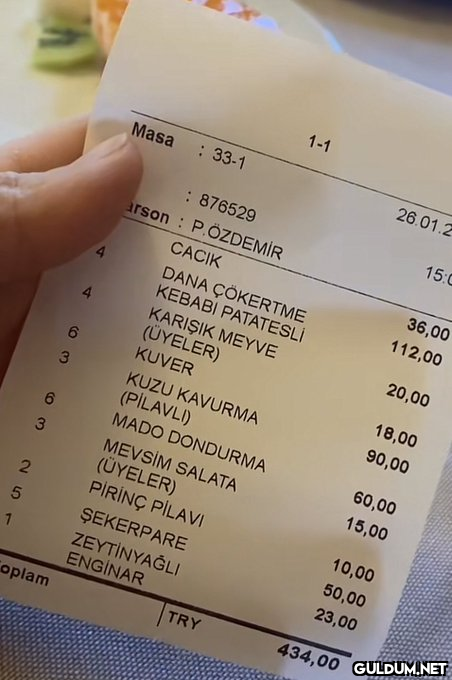 1-1
Masa : 33-1
: 876529 26.01.2
arson : P.ÖZDEMİR 15:0
CACIK 36,00
4 DANA ÇÖKERTME 112,00
KEBABI PATATESLİ
4 KARIŞIK MEYVE 20,00
(ÜYELER)
6 KUVER 18,00
3 KUZU KAVURMA 90,00
(PİLAVLI)
6 MADO DONDURMA 60,00
3 MEVSİM SALATA 15,00
(ÜYELER)
2 PİRİNÇ PİLAVI 10,00
5 ŞEKERPARE 50,00
1 ZEYTİNYAĞLI 23,00
ENGİNAR
oplam TRY 434,00
GULDUM.NET